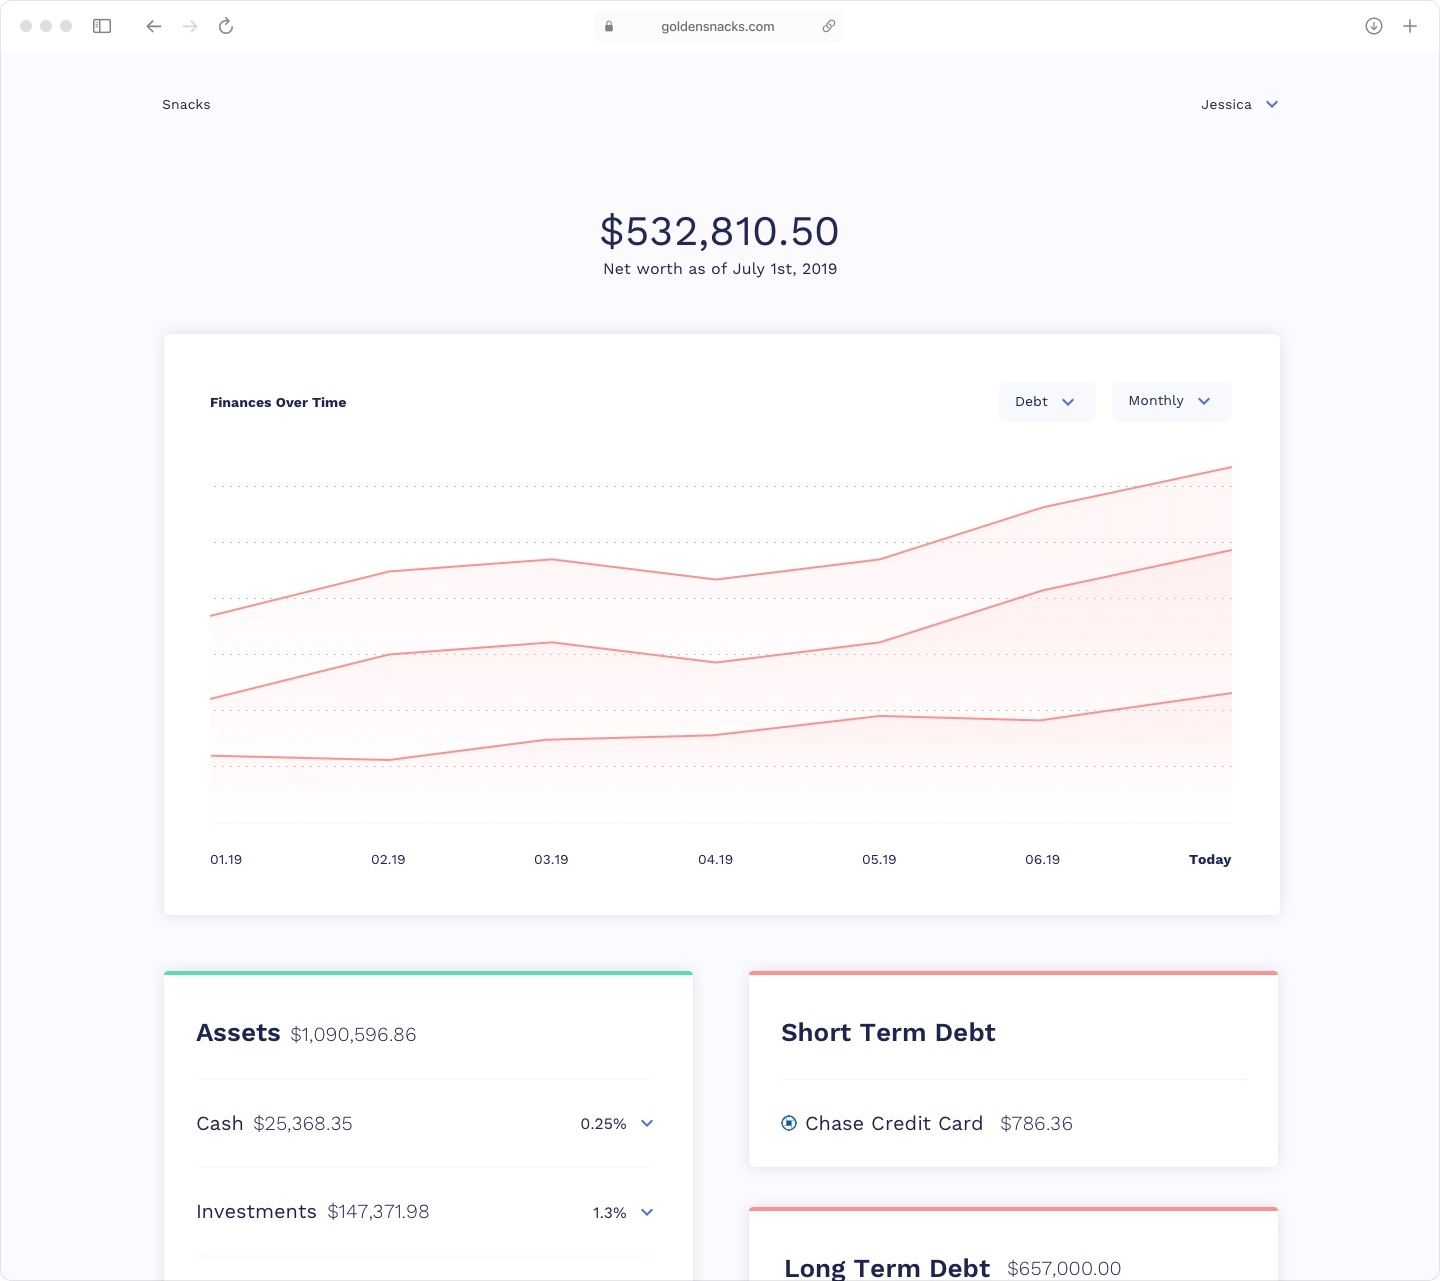 goldensnacks.com
Snacks
Jessica
$532,810.50
Net worth as of July 1st, 2019
Finances Over Time
Debt
Monthly
01.19 02.19 03.19 04.19 05.19 06.19 Today
Assets $1,090,596.86
Cash $25,368.35 0.25%
Investments $147,371.98 1.3%
Short Term Debt
Chase Credit Card $786.36
Long Term Debt $657,000.00